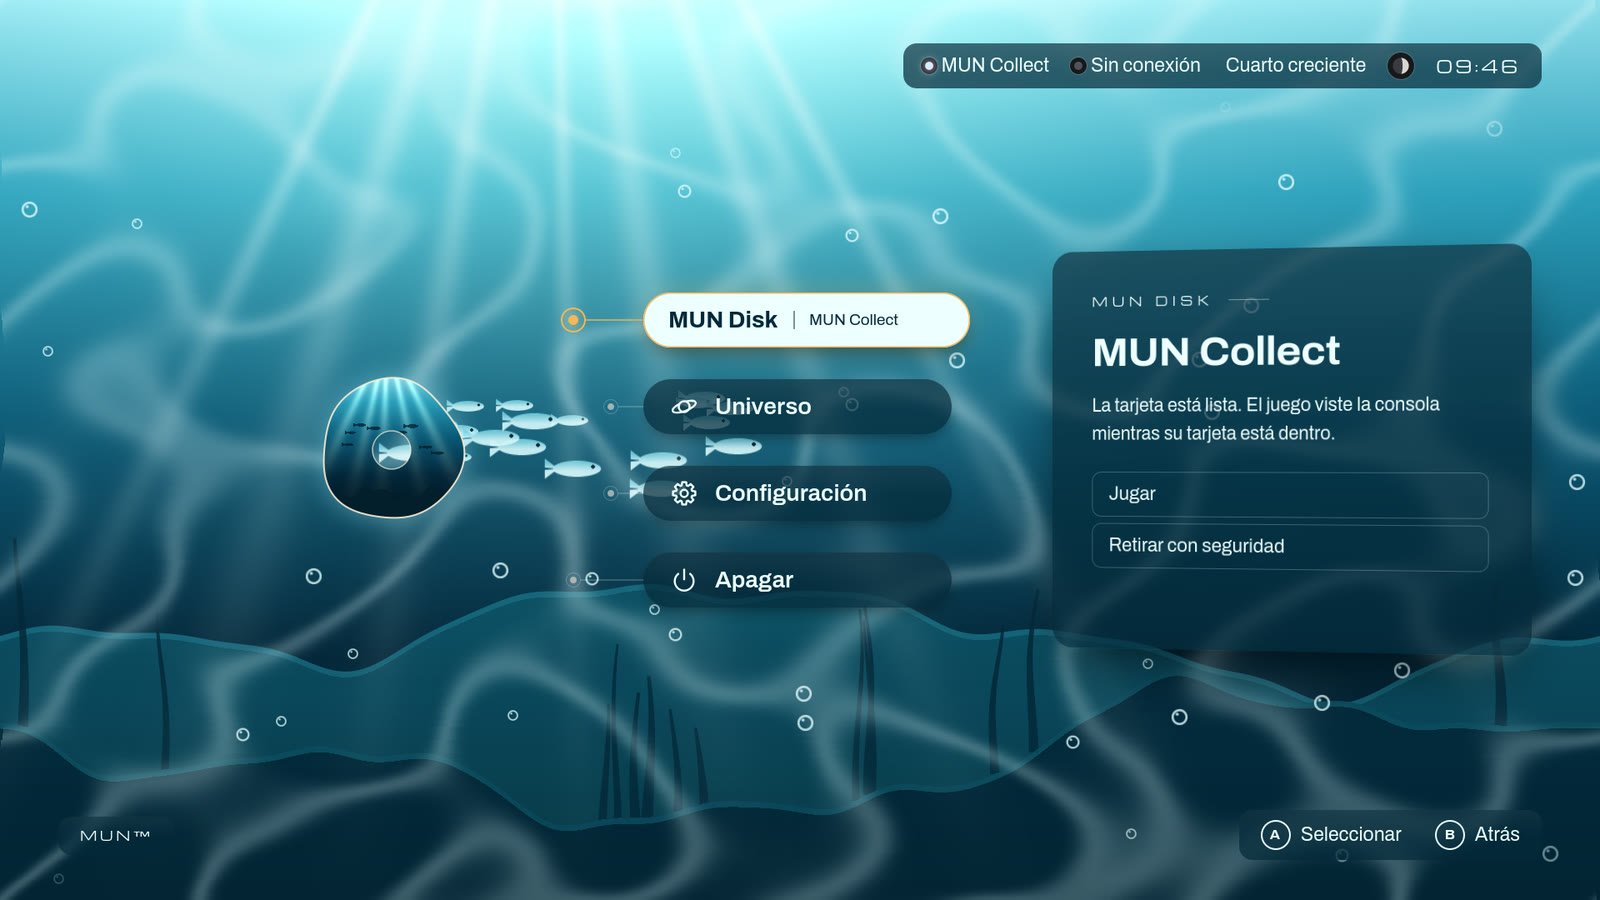 MUN Collect Sin conexión Cuarto creciente 09:46
MUN Disk | MUN Collect
Universo
Configuración
Apagar
MUN DISK
MUN Collect
La tarjeta está lista. El juego viste la consola
mientras su tarjeta está dentro.
Jugar
Retirar con seguridad
MUN™
A Seleccionar B Atrás